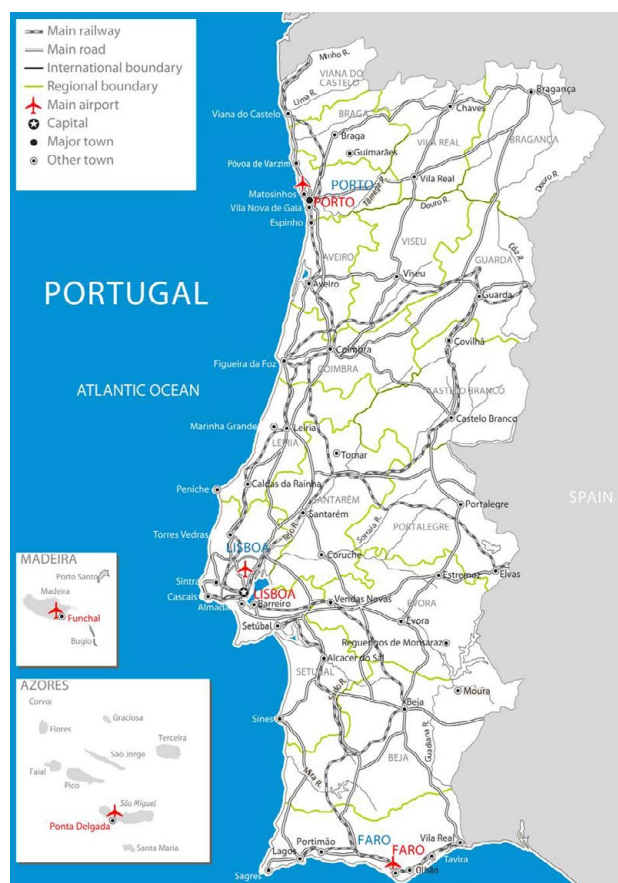 Main railway
Main road
International boundary
Regional boundary
Main airport
Capital
Major town
Other town
Minho R.
VIANA DO
CASTELO
Lima R.
Viana do Castelo
BRAGA
Braga
Guimarães
Chaves
Bragança
VILA REAL
BRAGANÇA
Póvoa de Varzim
Matosinhos
PORTO
PORTO
Vila Nova de Gaia
Espinho
Tâmega R.
Vila Real
Douro R.
Douro R.
AVEIRO
VISEU
GUARDA
Côa R.
Aveiro
Viseu
Guarda
PORTUGAL
Coimbra
Covilhã
Figueira da Foz
COIMBRA
ATLANTIC OCEAN
CASTELO BRANCO
Castelo Branco
Marinha Grande
Leiria
LEIRIA
Tomar
Peniche
Caldas da Rainha
SANTARÉM
Santarém
Portalegre
SPAIN
PORTALEGRE
Torres Vedras
Tejo R.
Sorraia R.
LISBOA
Coruche
Sintra
Cascais
LISBOA
Almada
Barreiro
Vendas Novas
Estremoz
Elvas
Setúbal
ÉVORA
Évora
Reguengos de Monsaraz
Alcacer do Sal
SETUBAL
Sado R.
Moura
Sines
Beja
Guadiana R.
BEJA
Mira R.
FARO
FARO
Vila Real
Portimão
Lagos
Sagres
Olhão
Tavira
MADEIRA
Porto Santo
Madeira
Funchal
Bugio
AZORES
Corvo
Graciosa
Flores
Terceira
São Jorge
Faial
Pico
São Miguel
Ponta Delgada
Santa Maria